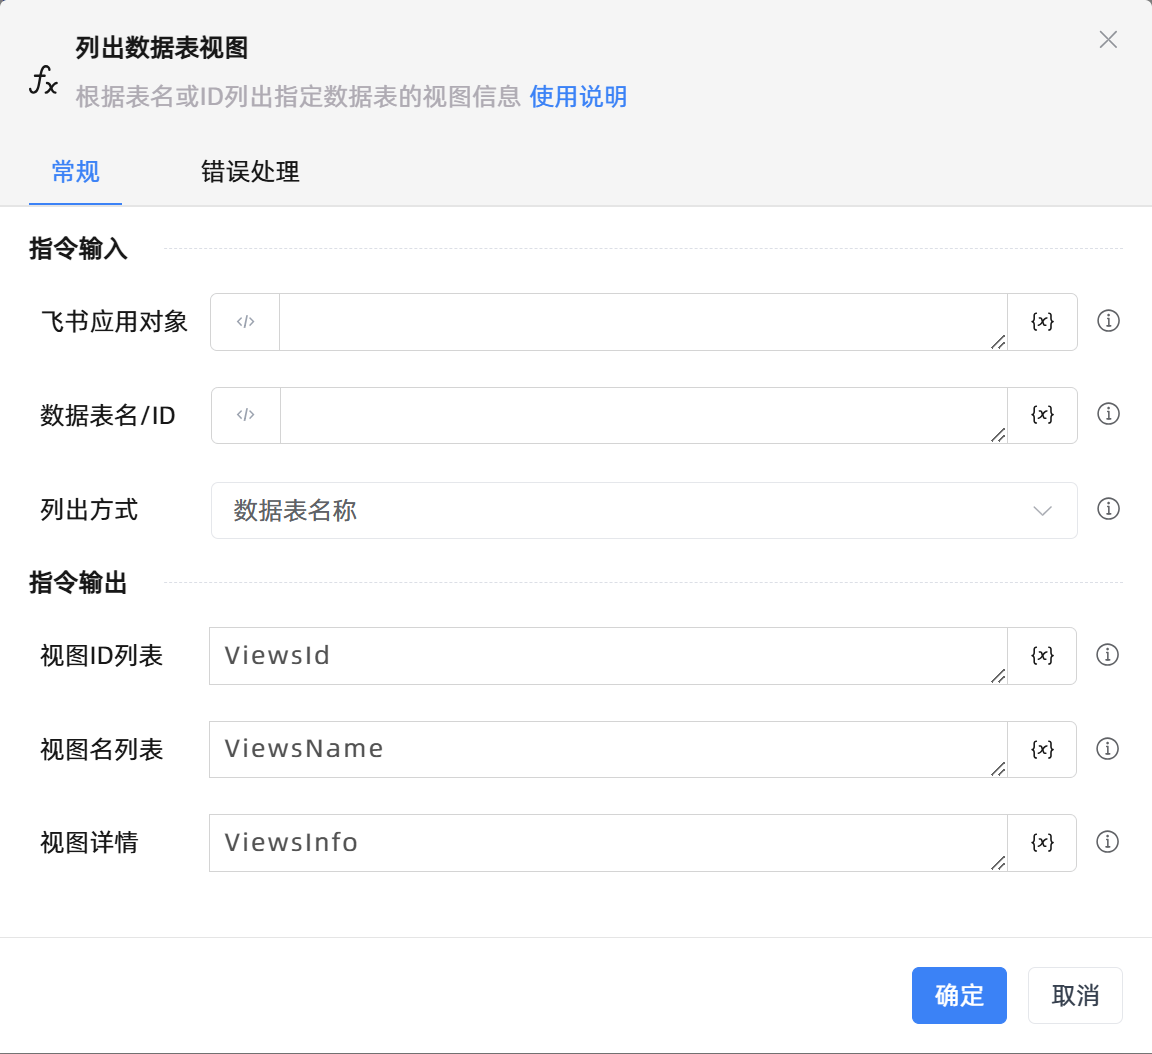 列出数据表视图
fx
根据表名或ID列出指定数据表的视图信息 使用说明
常规 错误处理
指令输入
飞书应用对象 </> {x}
数据表名/ID </> {x}
列出方式 数据表名称
指令输出
视图ID列表 ViewsId {x}
视图名列表 ViewsName {x}
视图详情 ViewsInfo {x}
确定 取消